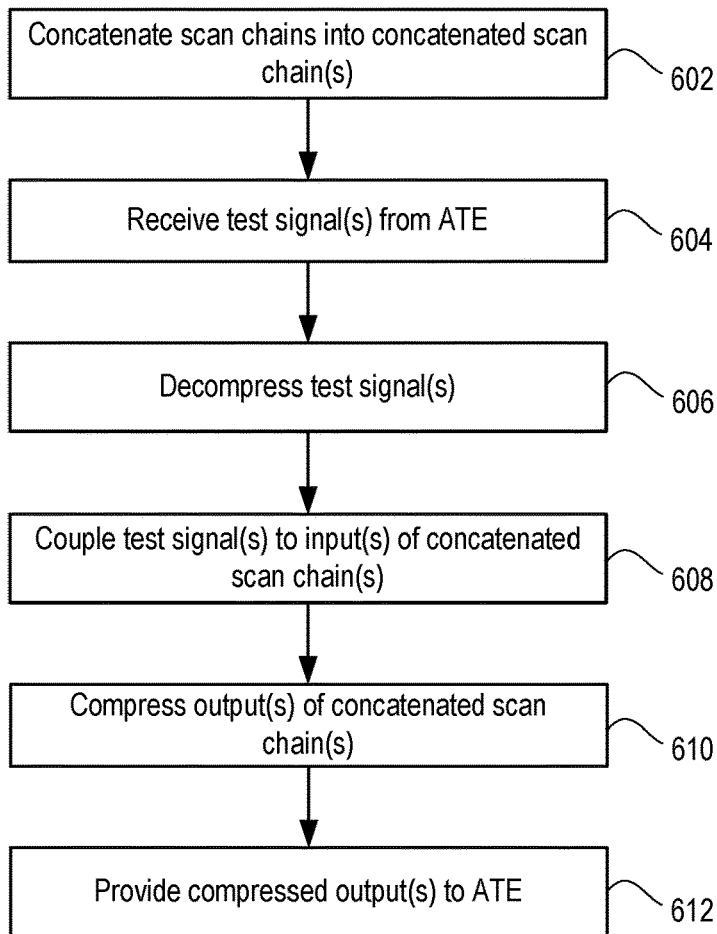 Concatenate scan chains into concatenated scan
chain(s)
602
Receive test signal(s) from ATE
604
Decompress test signal(s)
606
Couple test signal(s) to input(s) of concatenated
scan chain(s)
608
Compress output(s) of concatenated scan
chain(s)
610
Provide compressed output(s) to ATE
612